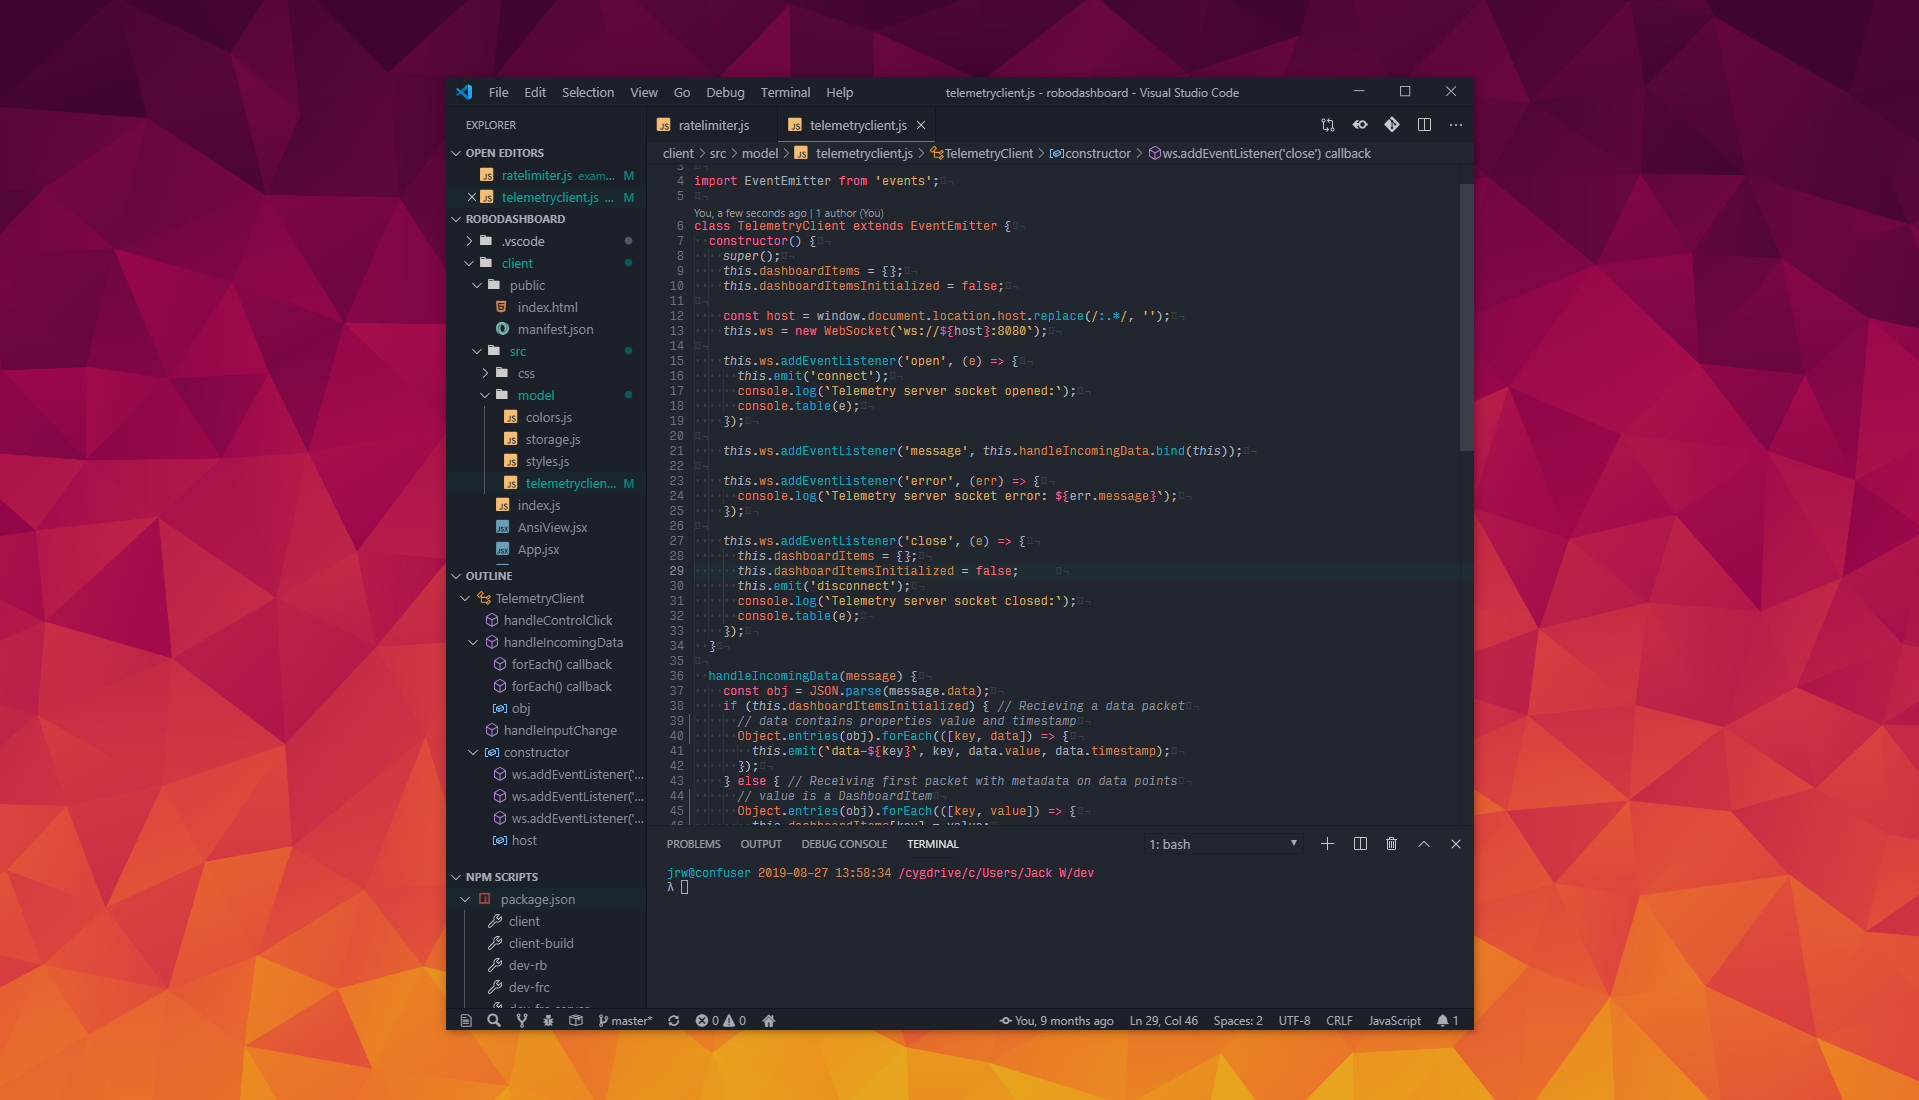 File Edit Selection View Go Debug Terminal Help
telemetryclient.js - robodashboard - Visual Studio Code
EXPLORER
OPEN EDITORS
ratelimiter.js exam... M
telemetryclient.js ... M
ROBODASHBOARD
.vscode
client
public
index.html
manifest.json
src
css
model
colors.js
storage.js
styles.js
telemetryclien... M
index.js
AnsiView.jsx
App.jsx
OUTLINE
TelemetryClient
handleControlClick
handleIncomingData
forEach() callback
forEach() callback
obj
handleInputChange
constructor
ws.addEventListener('...
ws.addEventListener('...
ws.addEventListener('...
host
NPM SCRIPTS
package.json
client
client-build
dev-rb
dev-frc
dev-frc-server
ratelimiter.js
telemetryclient.js
client > src > model > telemetryclient.js > TelemetryClient > constructor > ws.addEventListener('close') callback
3
4 import EventEmitter from 'events';
5
You, a few seconds ago | 1 author (You)
6 class TelemetryClient extends EventEmitter {
7 constructor() {
8 super();
9 this.dashboardItems = {};
10 this.dashboardItemsInitialized = false;
11
12 const host = window.document.location.host.replace(/:.*/, '');
13 this.ws = new WebSocket(`ws://${host}:8080`);
14
15 this.ws.addEventListener('open', (e) => {
16 this.emit('connect');
17 console.log(`Telemetry server socket opened:`);
18 console.table(e);
19 });
20
21 this.ws.addEventListener('message', this.handleIncomingData.bind(this));
22
23 this.ws.addEventListener('error', (err) => {
24 console.log(`Telemetry server socket error: ${err.message}`);
25 });
26
27 this.ws.addEventListener('close', (e) => {
28 this.dashboardItems = {};
29 this.dashboardItemsInitialized = false;
30 this.emit('disconnect');
31 console.log(`Telemetry server socket closed:`);
32 console.table(e);
33 });
34 }
35
36 handleIncomingData(message) {
37 const obj = JSON.parse(message.data);
38 if (this.dashboardItemsInitialized) { // Recieving a data packet
39 // data contains properties value and timestamp
40 Object.entries(obj).forEach(([key, data]) => {
41 this.emit(`data-${key}`, key, data.value, data.timestamp);
42 });
43 } else { // Receiving first packet with metadata on data points
44 // value is a DashboardItem
45 Object.entries(obj).forEach(([key, value]) => {
46 this.dashboardItems[key] = value;
PROBLEMS OUTPUT DEBUG CONSOLE TERMINAL
1: bash
jrw@confuser 2019-08-27 13:58:34 /cygdrive/c/Users/Jack W/dev
λ
master* 0 0
You, 9 months ago Ln 29, Col 46 Spaces: 2 UTF-8 CRLF JavaScript 1